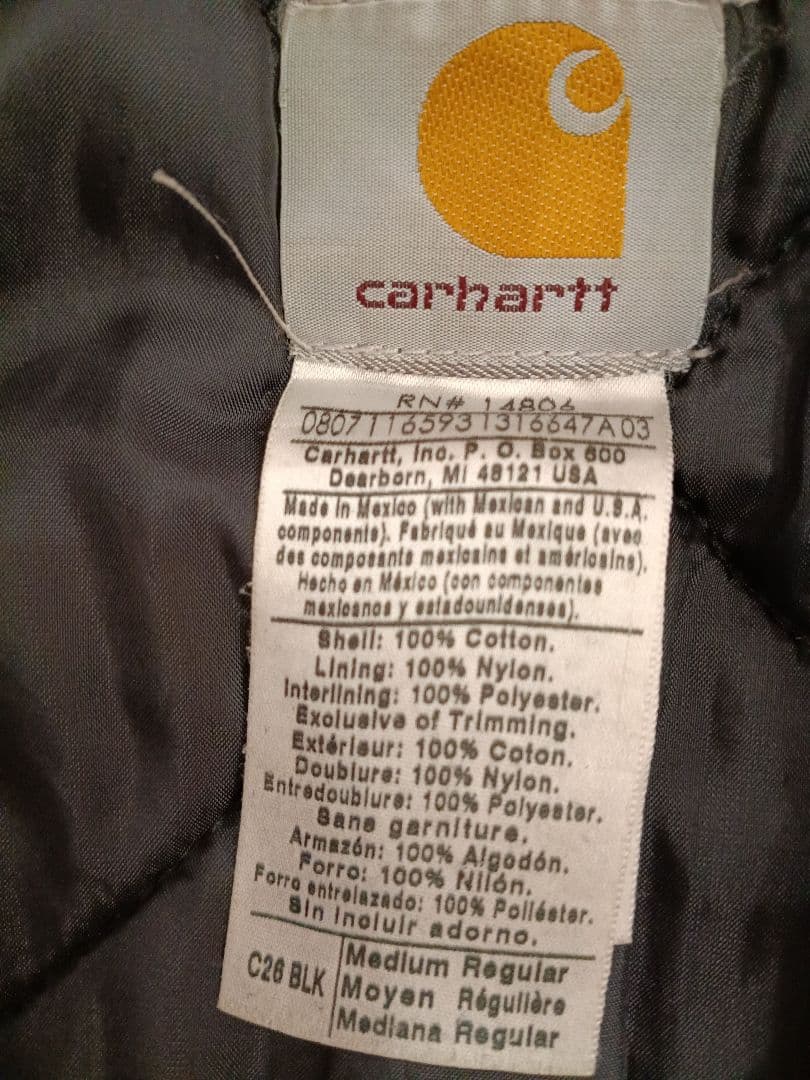 carhartt
RN# 14806
08071165931316647A03
Carhartt, Inc. P. O. Box 600
Dearborn, MI 48121 USA
Made in Mexico (with Mexican and U.S.A.
components). Fabriqué au Mexique (avec
des composants mexicains et américains).
Hecho en México (con componentes
mexicanos y estadounidenses).
Shell: 100% Cotton.
Lining: 100% Nylon.
Interlining: 100% Polyester.
Exclusive of Trimming.
Extérieur: 100% Coton.
Doublure: 100% Nylon.
Entredoublure: 100% Polyester.
Sans garniture.
Armazón: 100% Algodón.
Forro: 100% Nilón.
Forro entrelazado: 100% Poliéster.
Sin incluir adorno.
C26 BLK
Medium Regular
Moyen Régulière
Mediana Regular